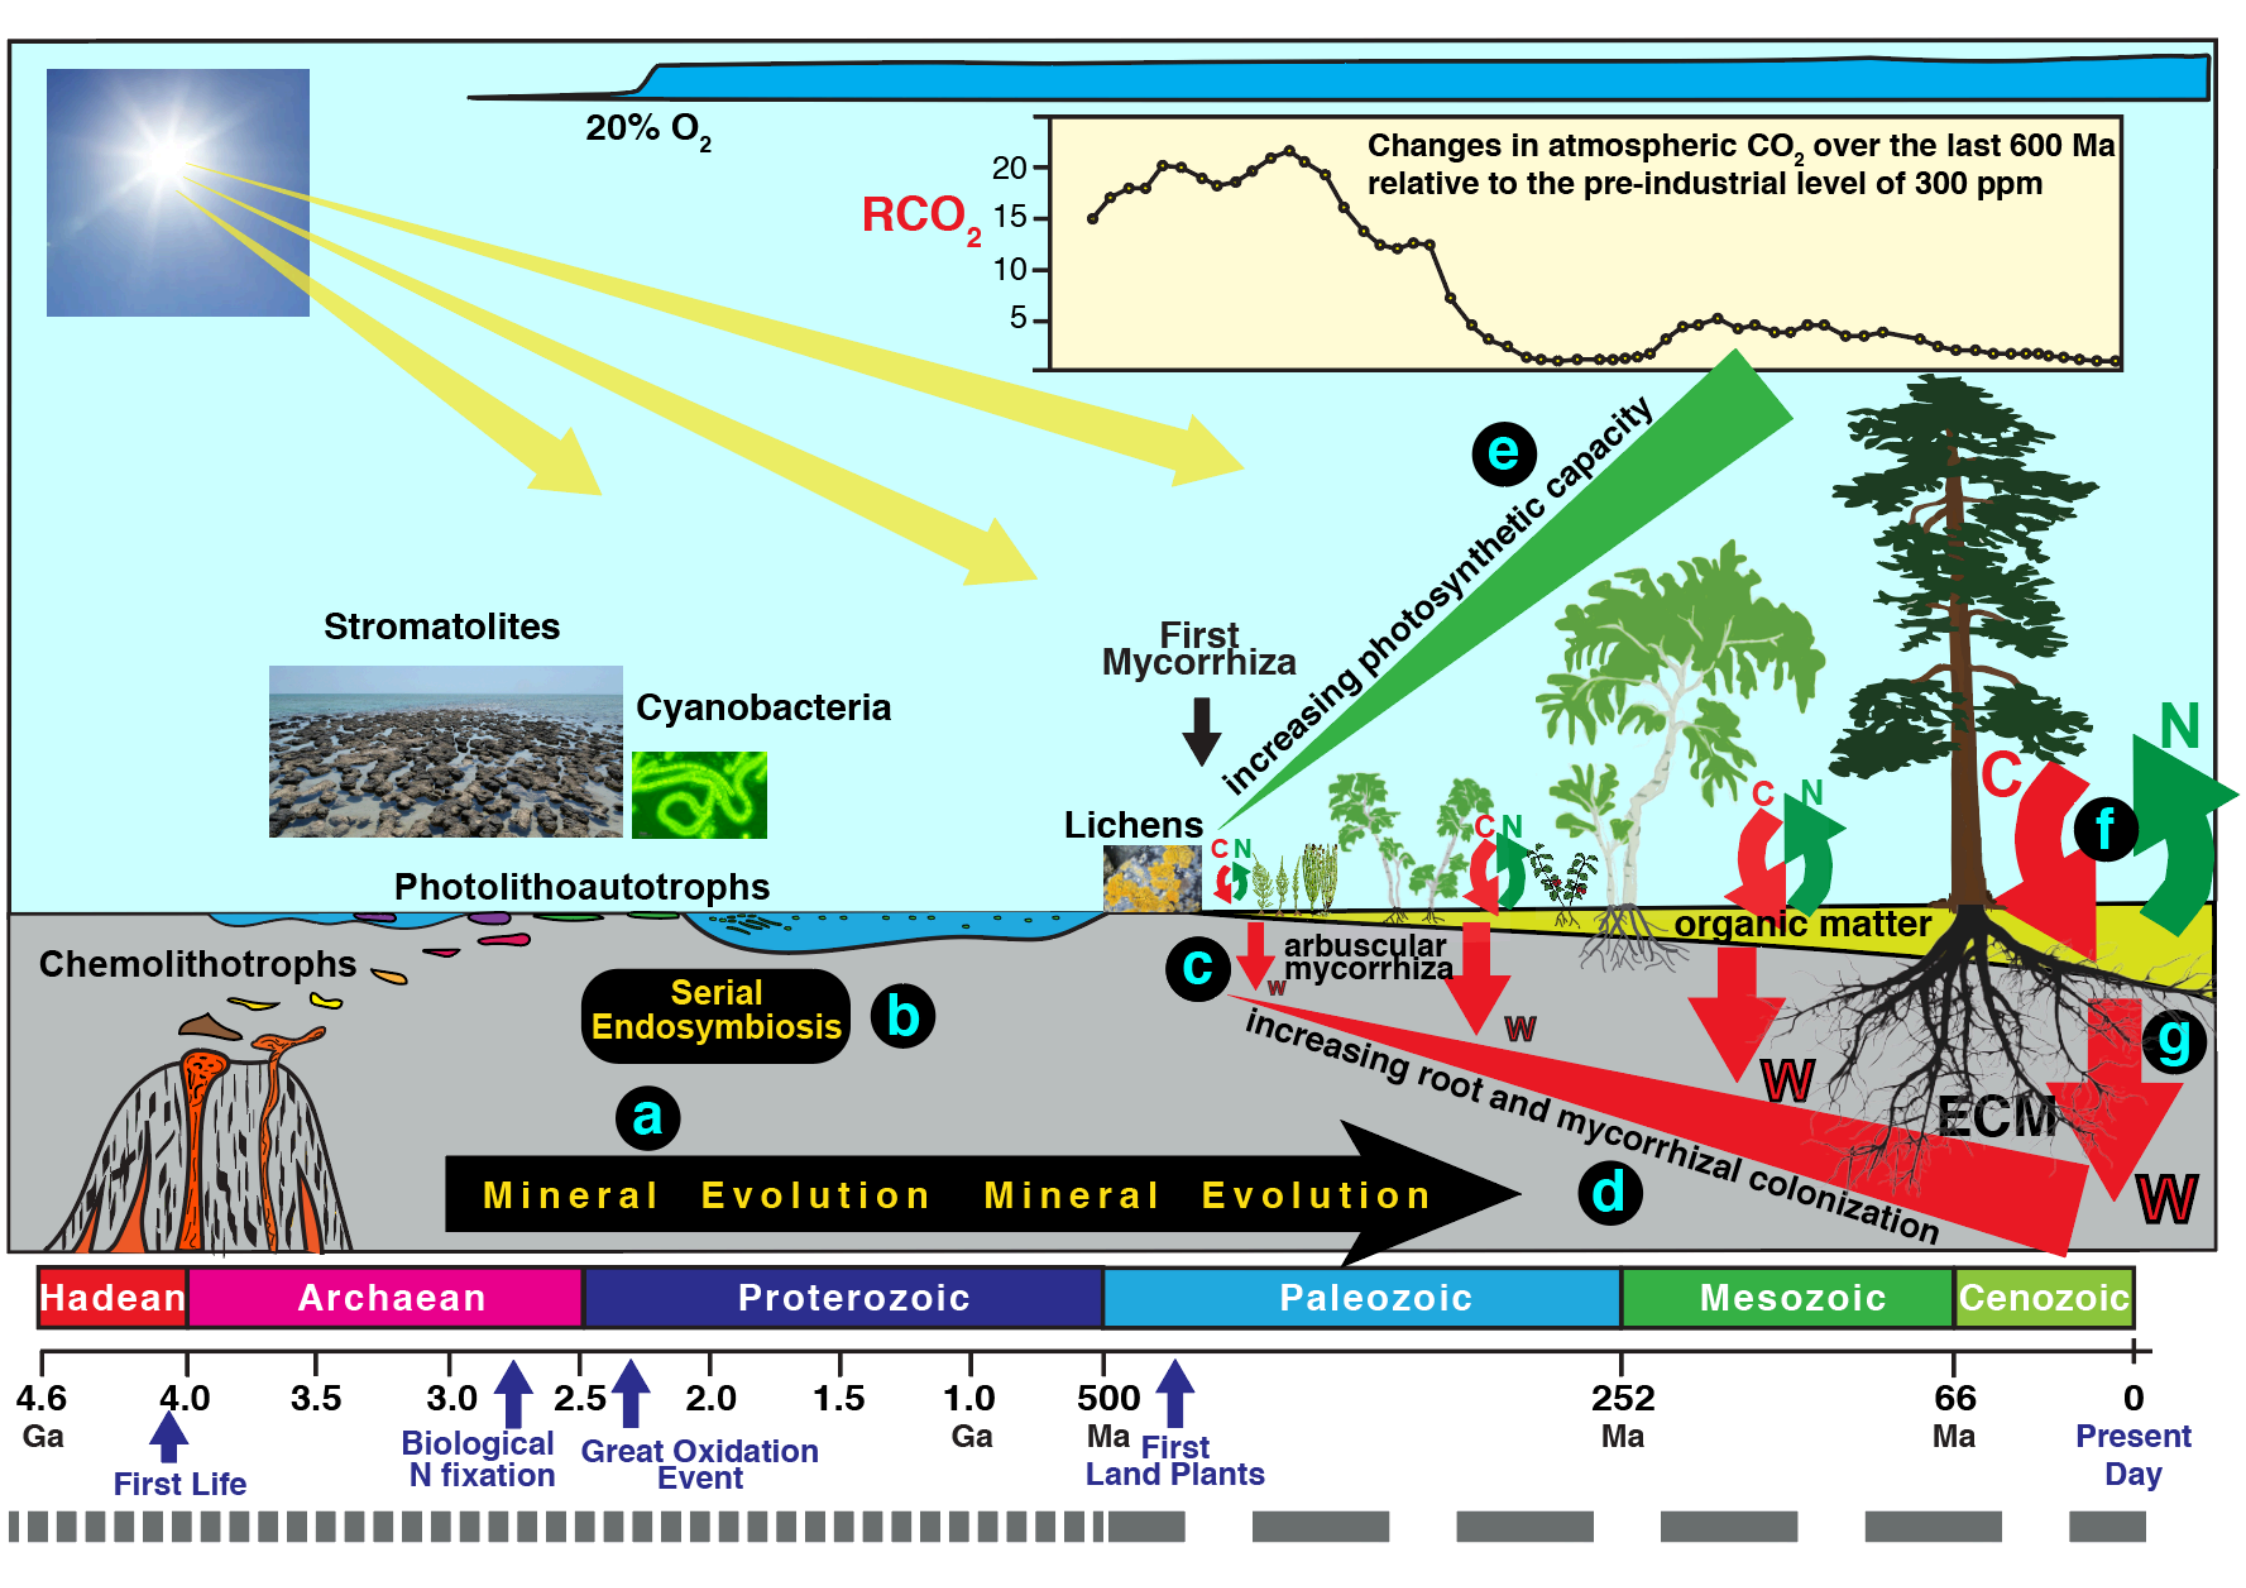 20% O₂
Changes in atmospheric CO₂ over the last 600 Ma
relative to the pre-industrial level of 300 ppm
RCO₂
20
15
10
5
e
increasing photosynthetic capacity
Stromatolites
Cyanobacteria
First
Mycorrhiza
Lichens
Photolithoautotrophs
Chemolithotrophs
C N
C N
C N
C
N
f
organic matter
c
arbuscular
mycorrhiza
w
W
W
W
g
Serial
Endosymbiosis
b
a
increasing root and mycorrhizal colonization
ECM
d
Mineral Evolution Mineral Evolution
Hadean
Archaean
Proterozoic
Paleozoic
Mesozoic
Cenozoic
4.6 4.0 3.5 3.0 2.5 2.0 1.5 1.0 500 252 66 0
Ga Ga Ma Ma Ma
First Life
Biological
N fixation
Great Oxidation
Event
First
Land Plants
Present
Day